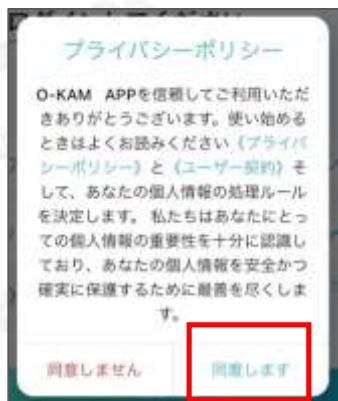 プライバシーポリシー
O-KAM APPを信頼してご利用いただ
きありがとうございます。使い始める
ときはよくお読みください《プライバ
シーポリシー》と《ユーザー契約》そ
して、あなたの個人情報の処理ルール
を決定します。 私たちはあなたにとっ
ての個人情報の重要性を十分に認識し
ており、あなたの個人情報を安全かつ
確実に保護するために最善を尽くしま
す。
同意しません
同意します